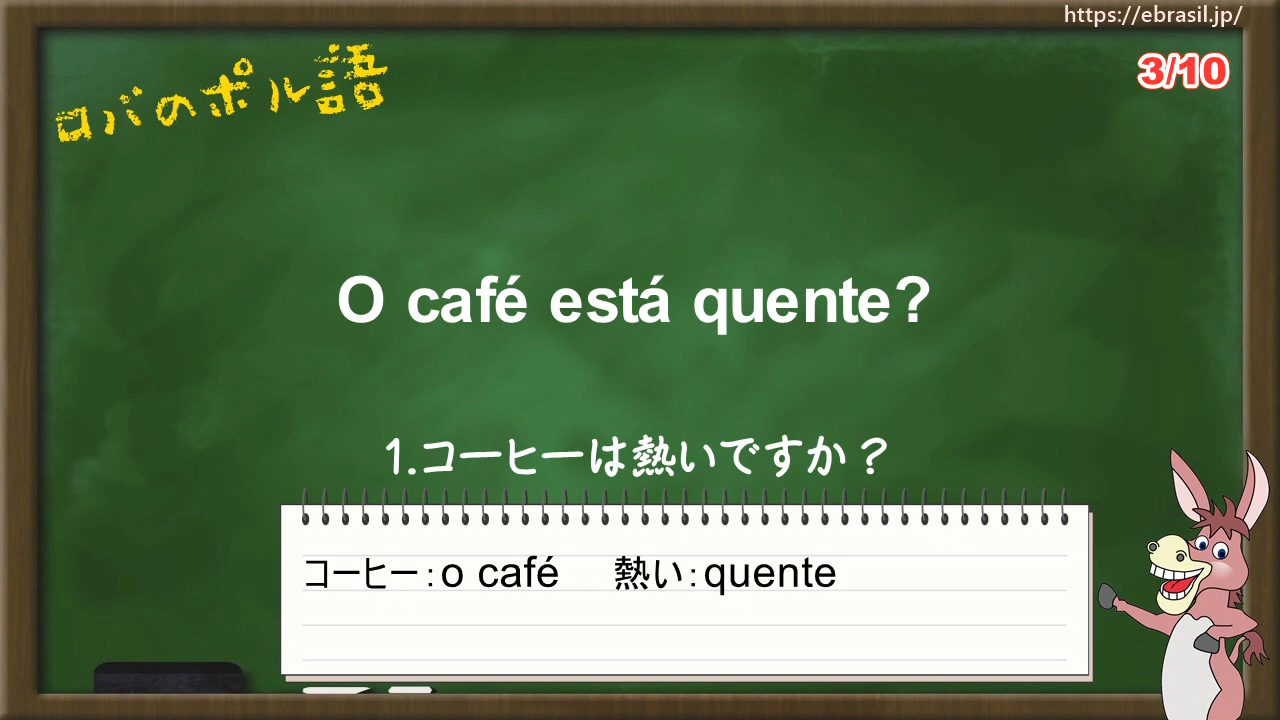 https://ebrasil.jp/
3/10
ロバのポル語
O café está quente?
1.コーヒーは熱いですか？
コーヒー：o café　熱い：quente